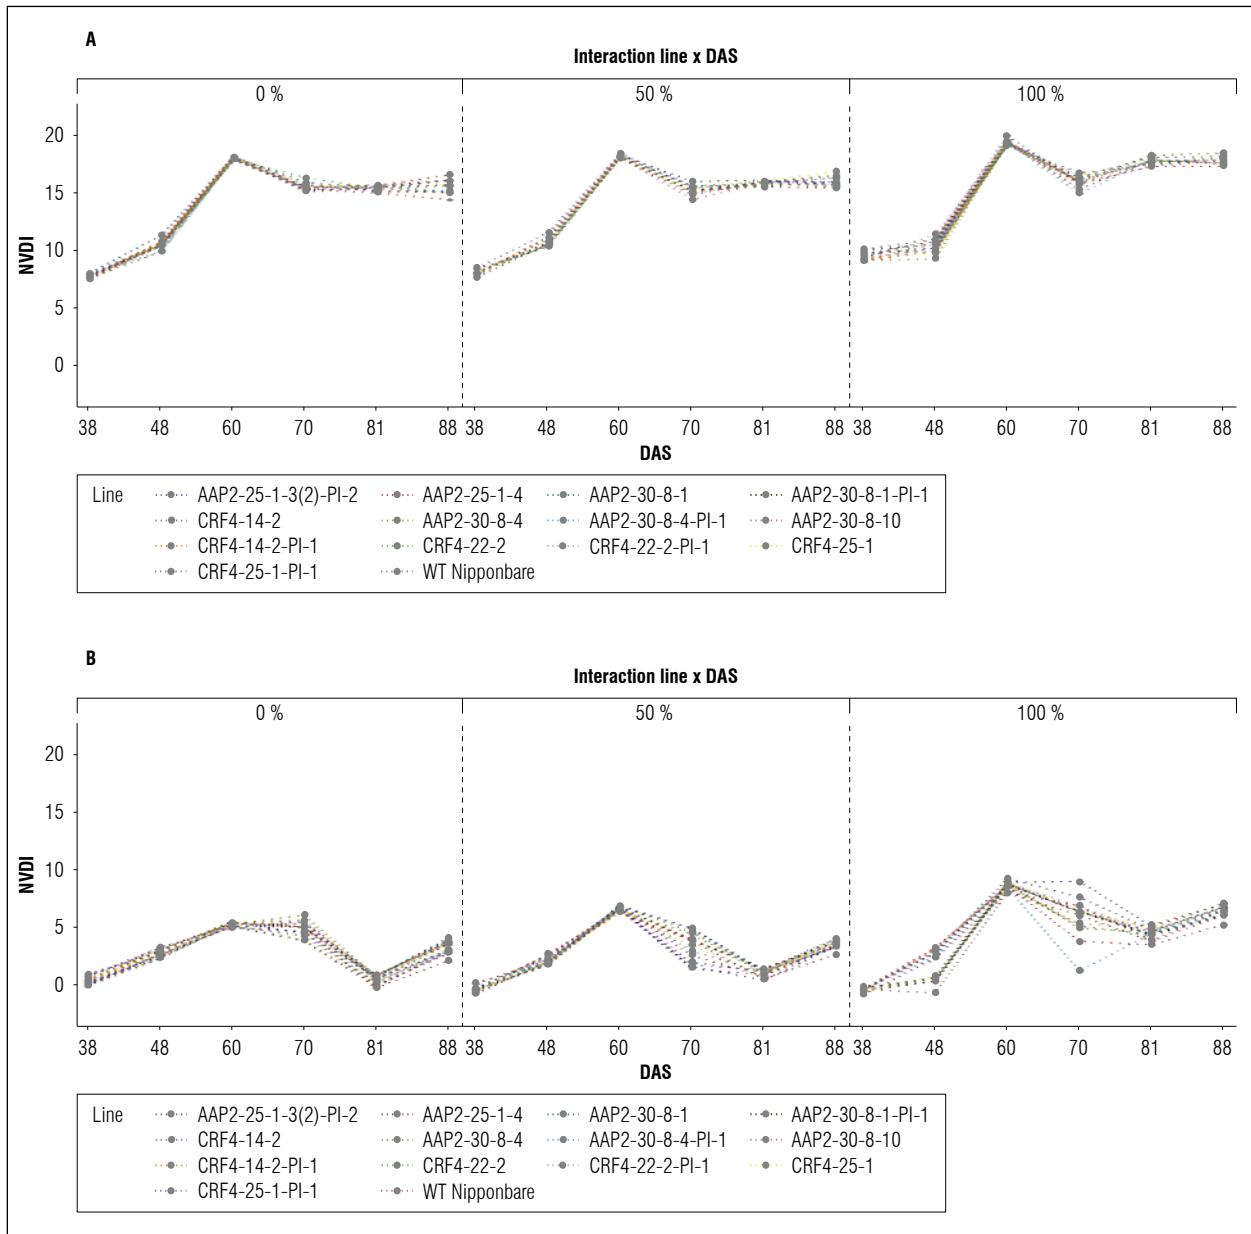 A
Interaction line x DAS
0 %
50 %
100 %
NVDI
20
15
10
5
0
38 48 60 70 81 88 38 48 60 70 81 88 38 48 60 70 81 88
DAS
Line
AAP2-25-1-3(2)-PI-2 AAP2-25-1-4 AAP2-30-8-1 AAP2-30-8-1-PI-1
CRF4-14-2 AAP2-30-8-4 AAP2-30-8-4-PI-1 AAP2-30-8-10
CRF4-14-2-PI-1 CRF4-22-2 CRF4-22-2-PI-1 CRF4-25-1
CRF4-25-1-PI-1 WT Nipponbare
B
Interaction line x DAS
0 %
50 %
100 %
NVDI
20
15
10
5
0
38 48 60 70 81 88 38 48 60 70 81 88 38 48 60 70 81 88
DAS
Line
AAP2-25-1-3(2)-PI-2 AAP2-25-1-4 AAP2-30-8-1 AAP2-30-8-1-PI-1
CRF4-14-2 AAP2-30-8-4 AAP2-30-8-4-PI-1 AAP2-30-8-10
CRF4-14-2-PI-1 CRF4-22-2 CRF4-22-2-PI-1 CRF4-25-1
CRF4-25-1-PI-1 WT Nipponbare